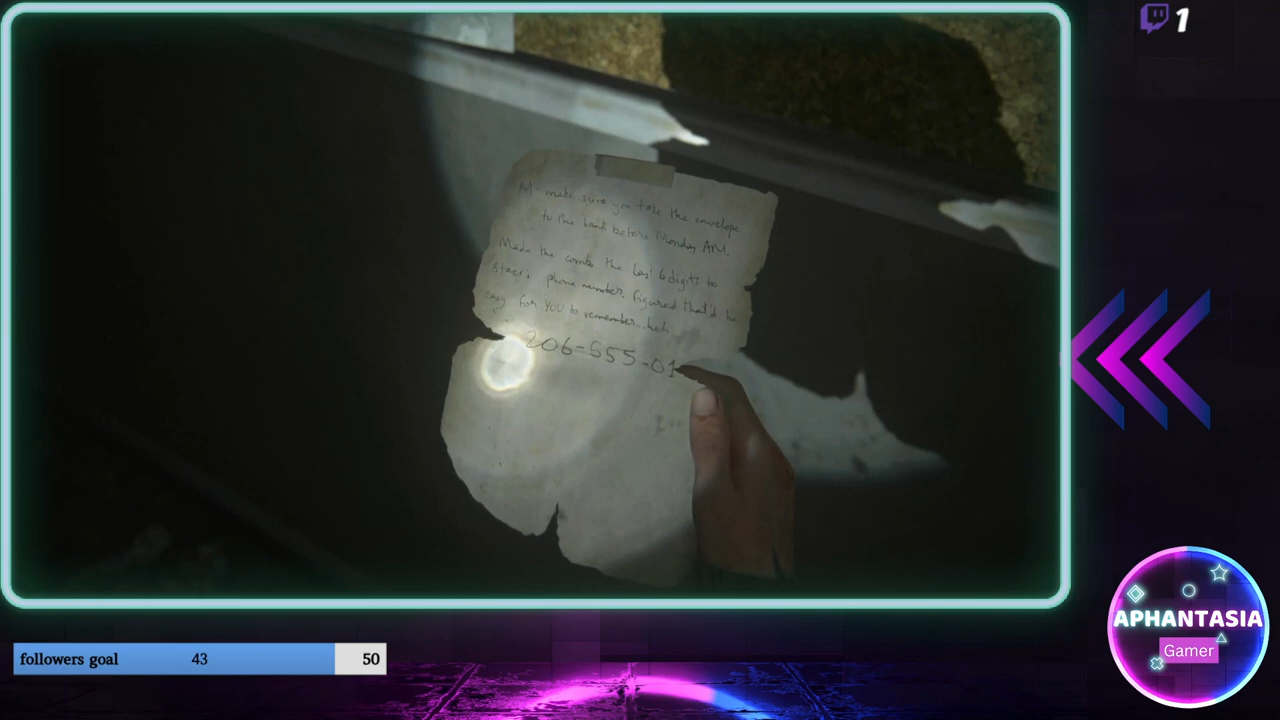 1
M- make sure you take the envelope
to the bank before Monday AM.
Made the combo the last 6 digits to
Staci's phone number. Figured that'd be
easy for YOU to remember...heh
206-555-01
APHANTASIA
Gamer
followers goal 43 50